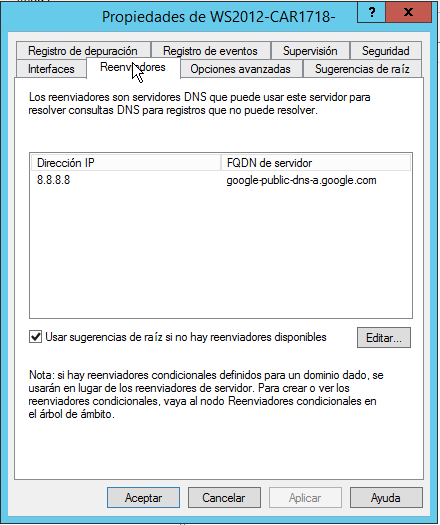 Propiedades de WS2012-CAR1718-
?
x
Registro de depuración
Registro de eventos
Supervisión
Seguridad
Interfaces
Reenviadores
Opciones avanzadas
Sugerencias de raíz
Los reenviadores son servidores DNS que puede usar este servidor para
resolver consultas DNS para registros que no puede resolver.
Dirección IP
FQDN de servidor
8.8.8.8
google-public-dns-a.google.com
Usar sugerencias de raíz si no hay reenviadores disponibles
Editar...
Nota: si hay reenviadores condicionales definidos para un dominio dado, se
usarán en lugar de los reenviadores de servidor. Para crear o ver los
reenviadores condicionales, vaya al nodo Reenviadores condicionales en
el árbol de ámbito.
Aceptar
Cancelar
Aplicar
Ayuda